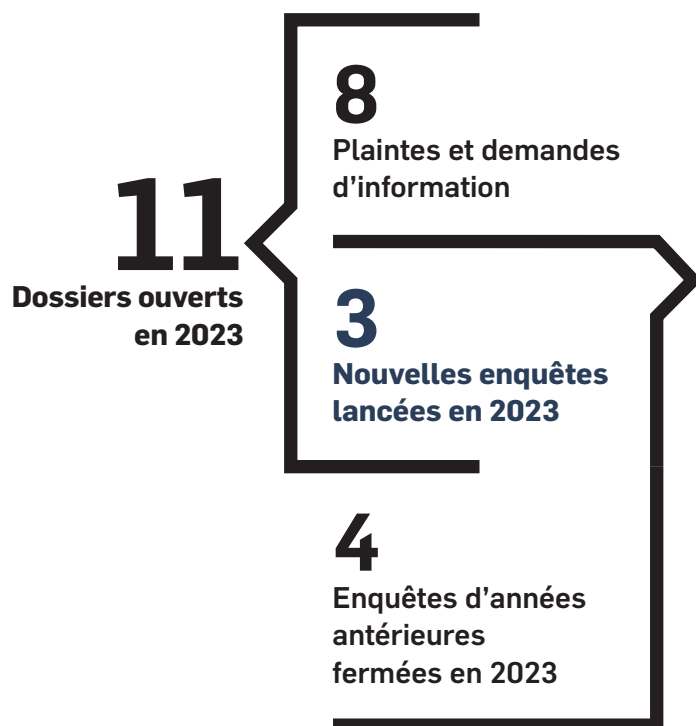 11
Dossiers ouverts
en 2023
8
Plaintes et demandes
d’information
3
Nouvelles enquêtes
lancées en 2023
4
Enquêtes d’années
antérieures
fermées en 2023